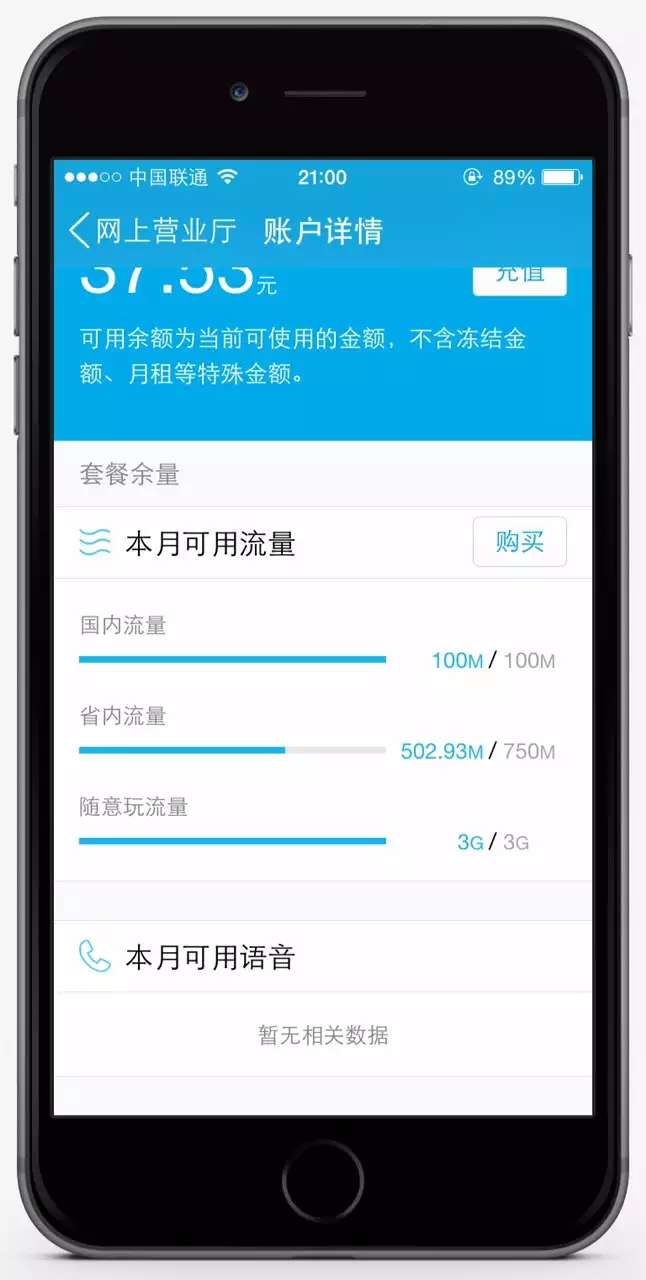 中国联通 21:00 89%
网上营业厅 账户详情
37.53元 充值
可用余额为当前可使用的金额，不含冻结金
额、月租等特殊金额。
套餐余量
本月可用流量 购买
国内流量
100M / 100M
省内流量
502.93M / 750M
随意玩流量
3G / 3G
本月可用语音
暂无相关数据